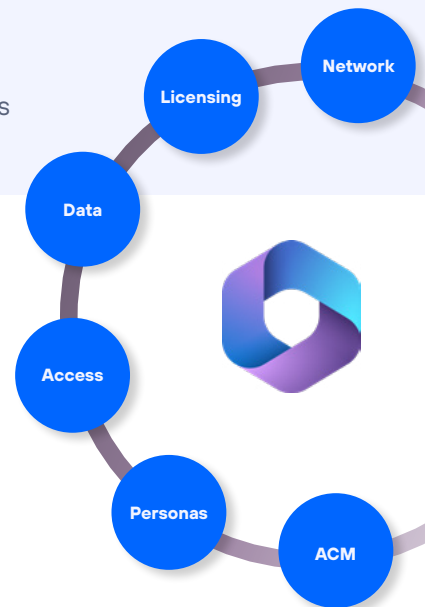 Network
Licensing
s
Data
Access
Personas
ACM